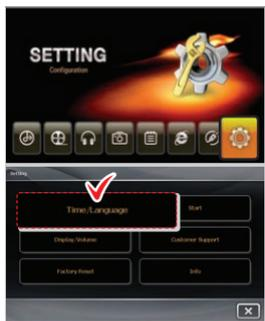 SETTING
Configuration
Setting
Time/Language
Start
Display/Volume
Customer Support
Factory Reset
Info